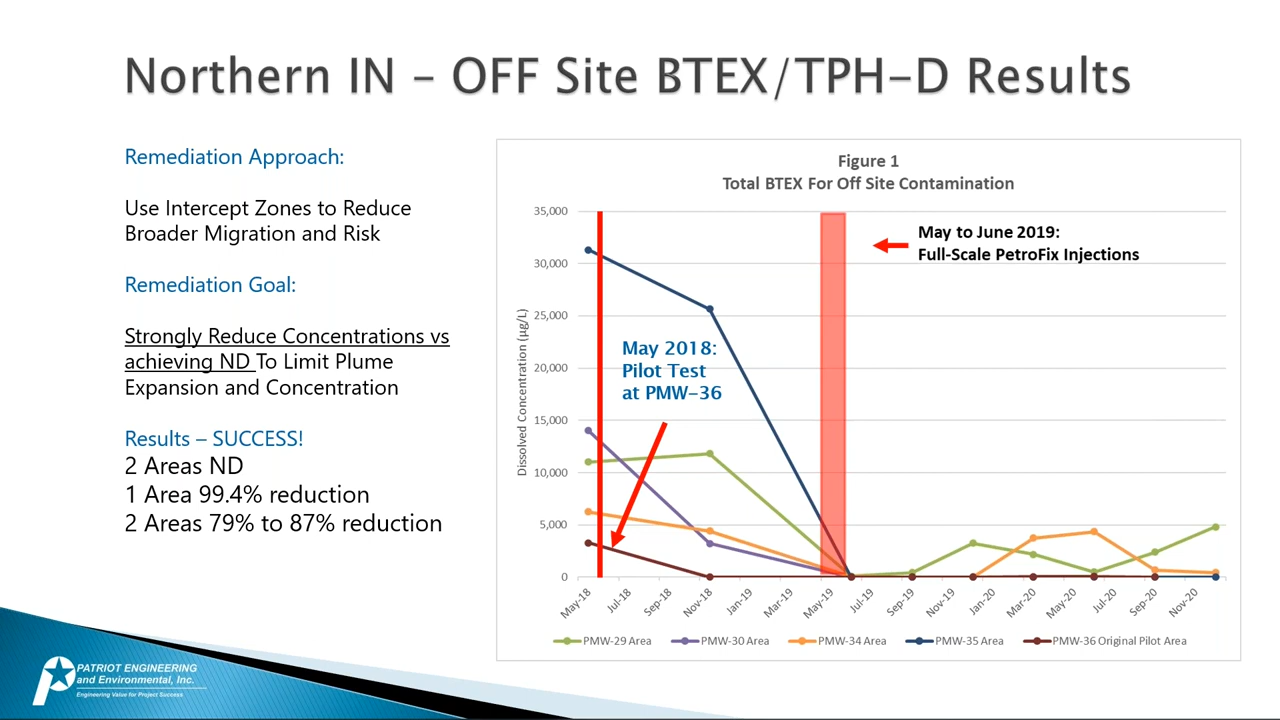 Northern IN – OFF Site BTEX/TPH-D Results
Remediation Approach:
Use Intercept Zones to Reduce
Broader Migration and Risk
Remediation Goal:
Strongly Reduce Concentrations vs
achieving ND To Limit Plume
Expansion and Concentration
Results – SUCCESS!
2 Areas ND
1 Area 99.4% reduction
2 Areas 79% to 87% reduction
Figure 1
Total BTEX For Off Site Contamination
35,000
30,000
25,000
20,000
15,000
10,000
5,000
0
Dissolved Concentration (µg/L)
May to June 2019:
Full-Scale PetroFix Injections
May 2018:
Pilot Test
at PMW-36
May-18
Jul-18
Sep-18
Nov-18
Jan-19
Mar-19
May-19
Jul-19
Sep-19
Nov-19
Jan-20
Mar-20
May-20
Jul-20
Sep-20
Nov-20
PMW-29 Area
PMW-30 Area
PMW-34 Area
PMW-35 Area
PMW-36 Original Pilot Area
PATRIOT ENGINEERING
and Environmental, Inc.
Engineering Value for Project Success